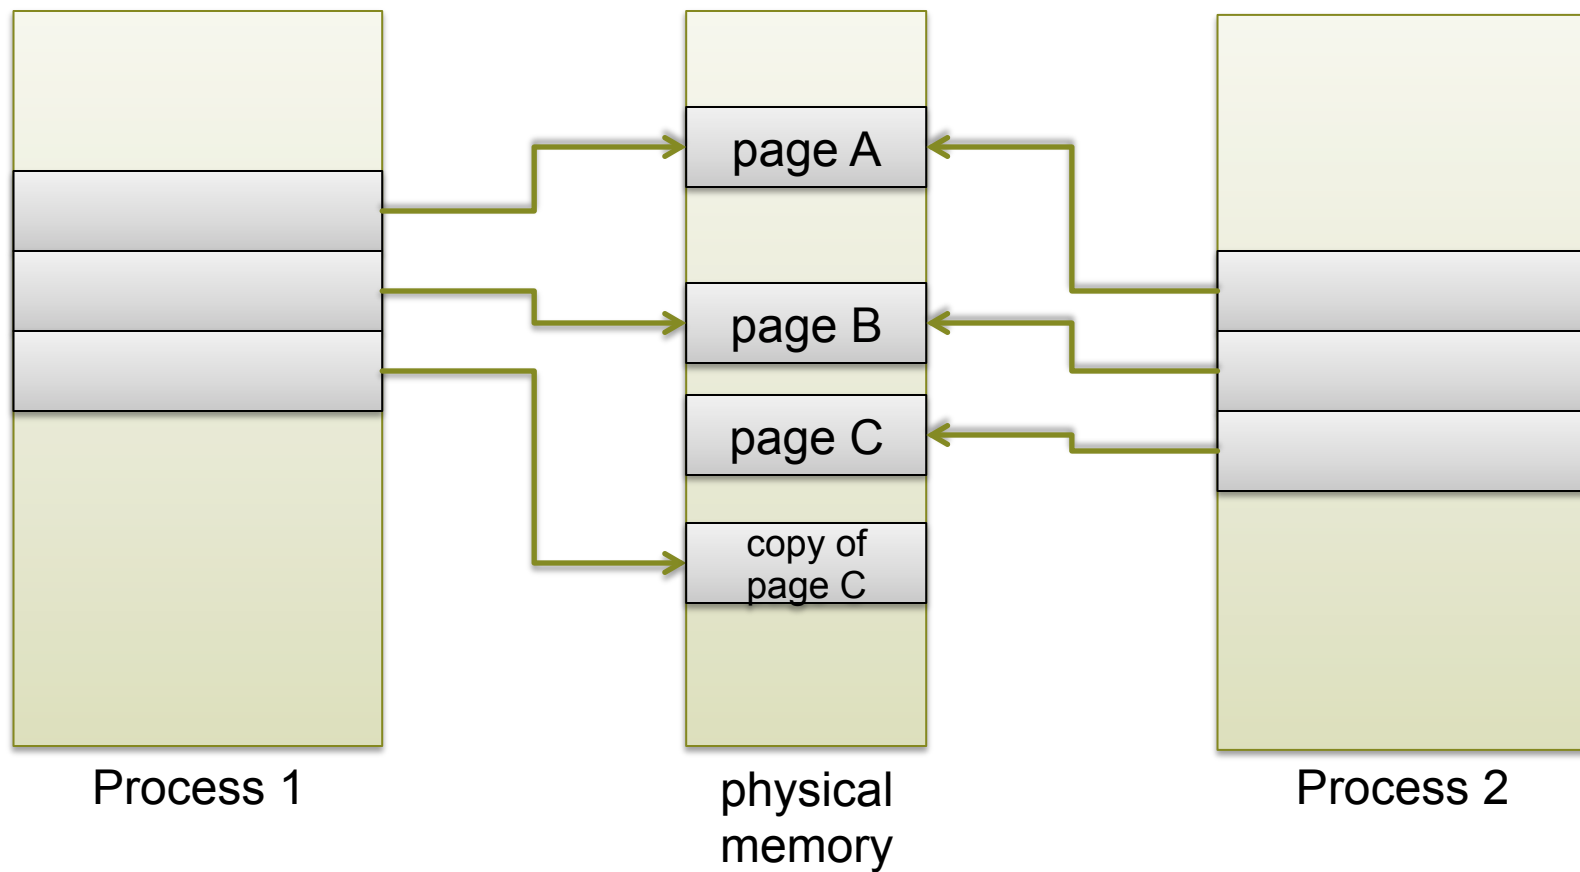 page A
page B
page C
copy of
page C
Process 1
physical
memory
Process 2